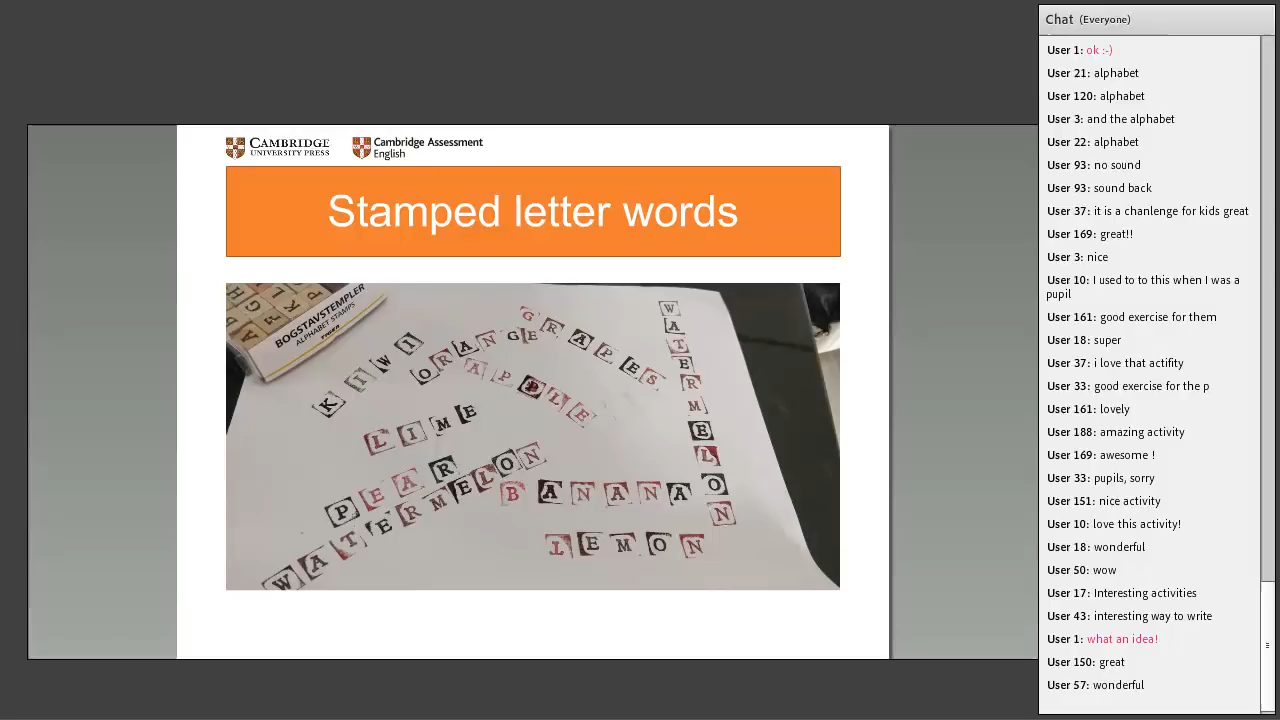 CAMBRIDGE
UNIVERSITY PRESS
Cambridge Assessment
English
Stamped letter words
BOGSTAVSTEMPLER
ALPHABET STAMPS
TIGER
KIWI
ORANGE
GRAPES
APPLE
WATERMELON
LIME
PEAR
WATERMELON
BANANA
LEMON
Chat (Everyone)
User 1: ok :-)
User 21: alphabet
User 120: alphabet
User 3: and the alphabet
User 22: alphabet
User 93: no sound
User 93: sound back
User 37: it is a chanlenge for kids great
User 169: great!!
User 3: nice
User 10: I used to to this when I was a
pupil
User 161: good exercise for them
User 18: super
User 37: i love that actifity
User 33: good exercise for the p
User 161: lovely
User 188: amazing activity
User 169: awesome !
User 33: pupils, sorry
User 151: nice activity
User 10: love this activity!
User 18: wonderful
User 50: wow
User 17: Interesting activities
User 43: interesting way to write
User 1: what an idea!
User 150: great
User 57: wonderful